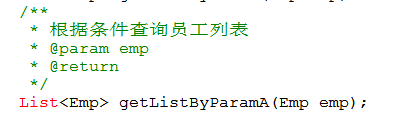 /**
* 根据条件查询员工列表
* @param emp
* @return
*/
List<Emp> getListByParamA(Emp emp);